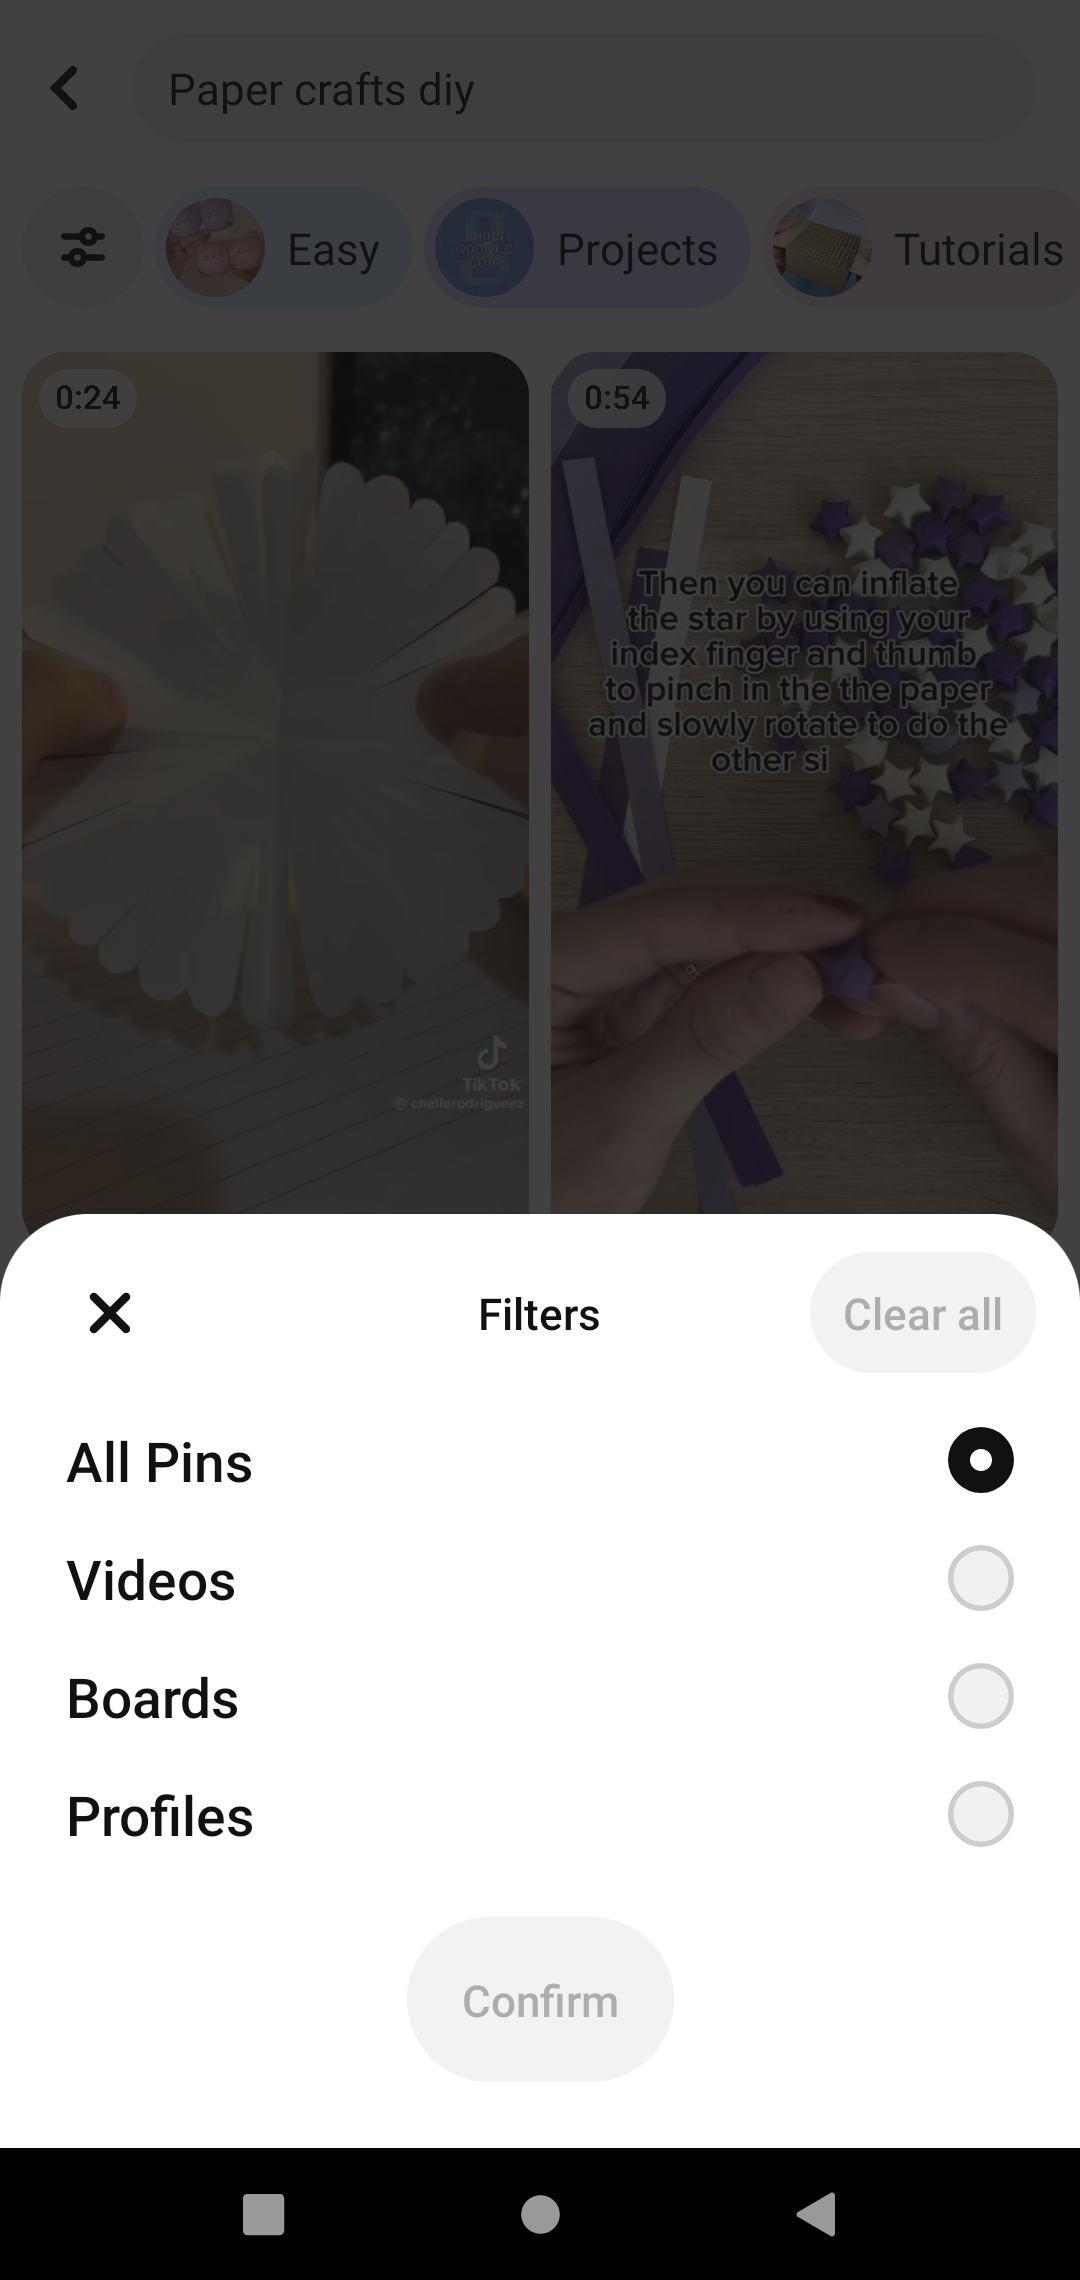 Paper crafts diy
Easy
Projects
Tutorials
0:24
0:54
Then you can inflate
the star by using your
index finger and thumb
to pinch in the the paper
and slowly rotate to do the
other si
TikTok
@ chellerodrigueez
Filters
Clear all
All Pins
Videos
Boards
Profiles
Confirm